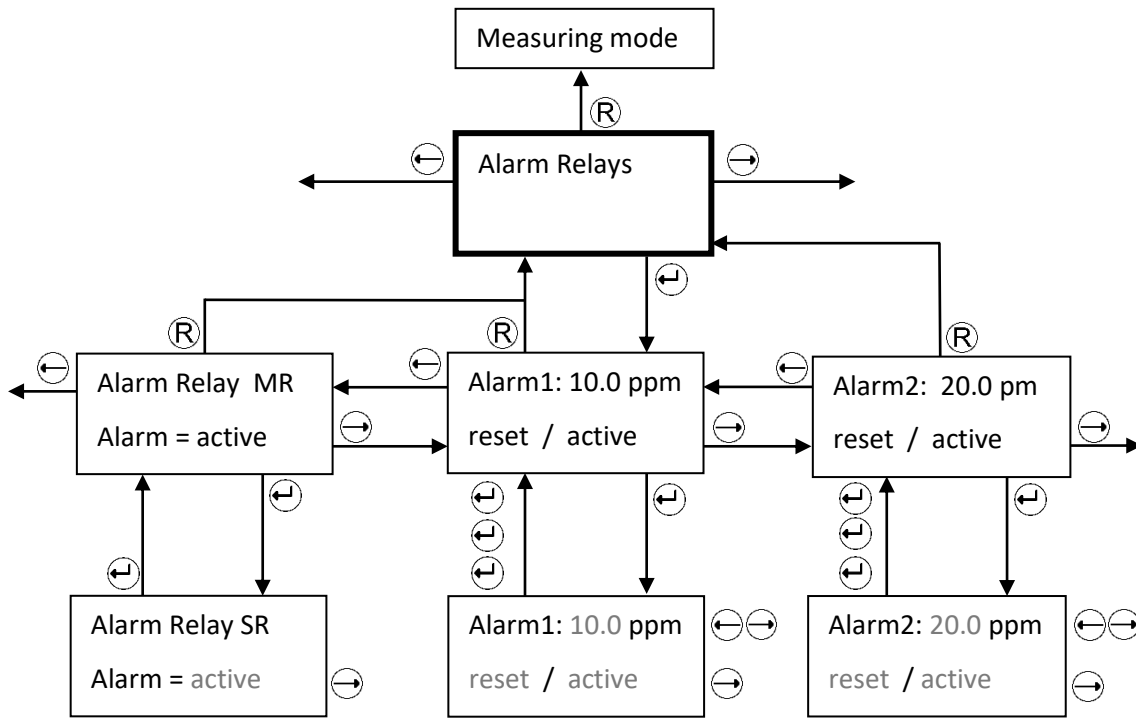 Measuring mode
R
Alarm Relays
R
R
R
Alarm Relay MR
Alarm = active
Alarm1: 10.0 ppm
reset / active
Alarm2: 20.0 pm
reset / active
Alarm Relay SR
Alarm = active
Alarm1: 10.0 ppm
reset / active
Alarm2: 20.0 ppm
reset / active